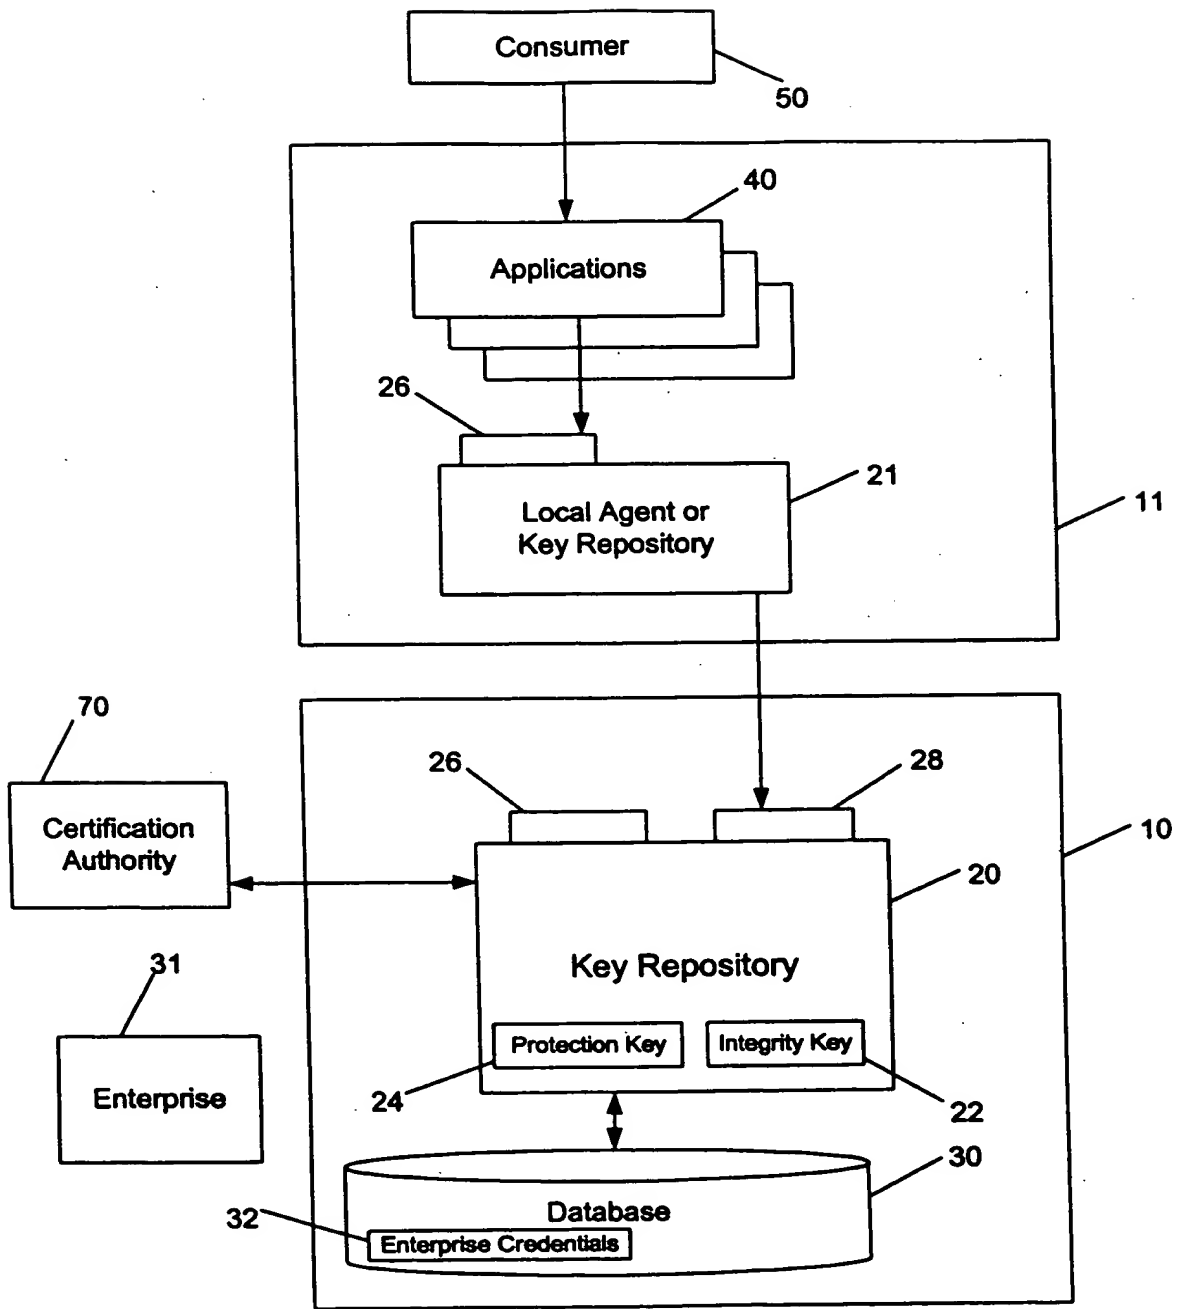 Consumer
50
40
Applications
26
21
Local Agent or
Key Repository
11
70
26
28
Certification
Authority
10
20
31
Key Repository
Protection Key
Integrity Key
Enterprise
24
22
30
Database
32
Enterprise Credentials